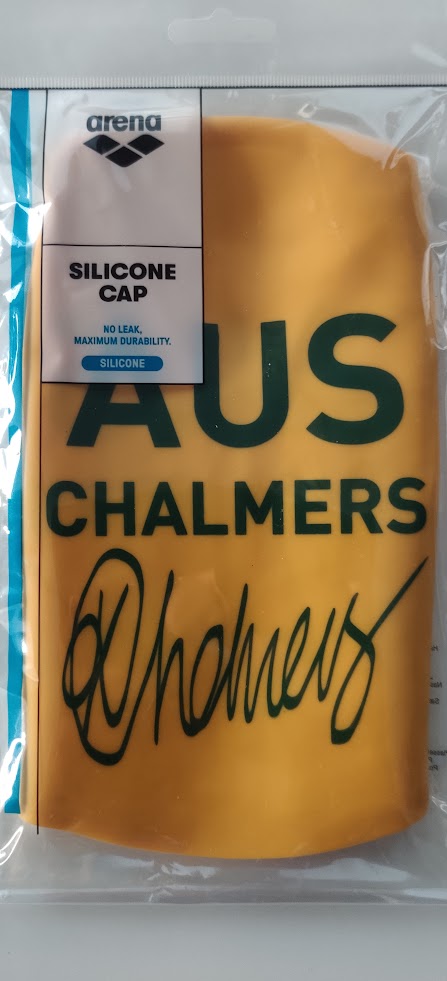 arena
SILICONE
CAP
NO LEAK,
MAXIMUM DURABILITY.
SILICONE
AUS
CHALMERS